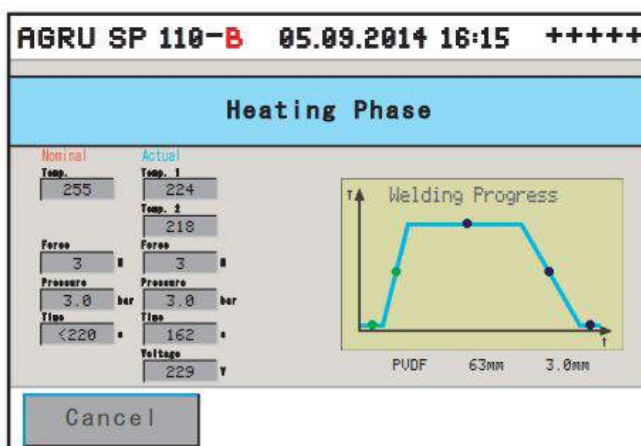 AGRU SP 110-B 05.09.2014 16:15 +++++
Heating Phase
Nominal Actual
Temp. Temp. 1
255 224
Temp. 2
218
Force Force
3 N 3 N
Pressure Pressure
3.0 bar 3.0 bar
Time Time
<220 s 162 s
Voltage
229 V
Welding Progress
T
t
PVDF 63mm 3.0mm
Cancel